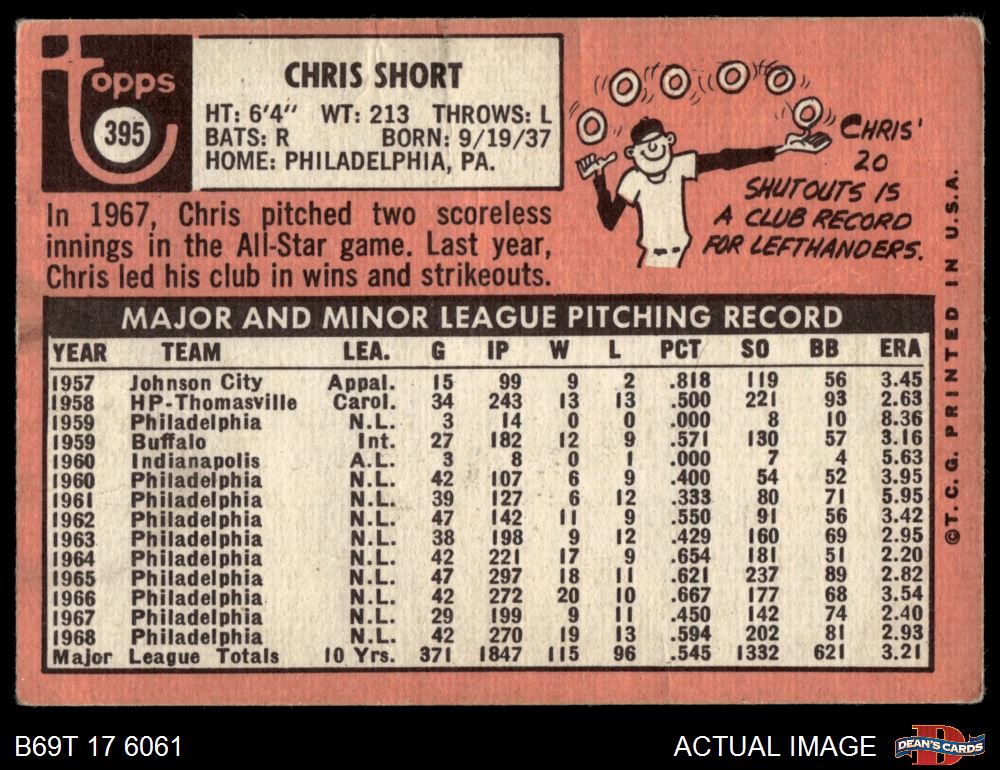 topps
395
CHRIS SHORT
HT: 6'4" WT: 213 THROWS: L
BATS: R BORN: 9/19/37
HOME: PHILADELPHIA, PA.
CHRIS'
20
SHUTOUTS IS
A CLUB RECORD
FOR LEFTHANDERS.
In 1967, Chris pitched two scoreless
innings in the All-Star game. Last year,
Chris led his club in wins and strikeouts.
MAJOR AND MINOR LEAGUE PITCHING RECORD
YEAR TEAM LEA. G IP W L PCT SO BB ERA
1957 Johnson City Appal. 15 99 9 2 .818 119 56 3.45
1958 HP-Thomasville Carol. 34 243 13 13 .500 221 93 2.63
1959 Philadelphia N.L. 3 14 0 0 .000 8 10 8.36
1959 Buffalo Int. 27 182 12 9 .571 130 57 3.16
1960 Indianapolis A.L. 3 8 0 1 .000 7 4 5.63
1960 Philadelphia N.L. 42 107 6 9 .400 54 52 3.95
1961 Philadelphia N.L. 39 127 6 12 .333 80 71 5.95
1962 Philadelphia N.L. 47 142 11 9 .550 91 56 3.42
1963 Philadelphia N.L. 38 198 9 12 .429 160 69 2.95
1964 Philadelphia N.L. 42 221 17 9 .654 181 51 2.20
1965 Philadelphia N.L. 47 297 18 11 .621 237 89 2.82
1966 Philadelphia N.L. 42 272 20 10 .667 177 68 3.54
1967 Philadelphia N.L. 29 199 9 11 .450 142 74 2.40
1968 Philadelphia N.L. 42 270 19 13 .594 202 81 2.93
Major League Totals 10 Yrs. 371 1847 115 96 .545 1332 621 3.21
©T. C. G. PRINTED IN U.S.A.
B69T 17 6061
ACTUAL IMAGE
D
DEAN'S CARDS